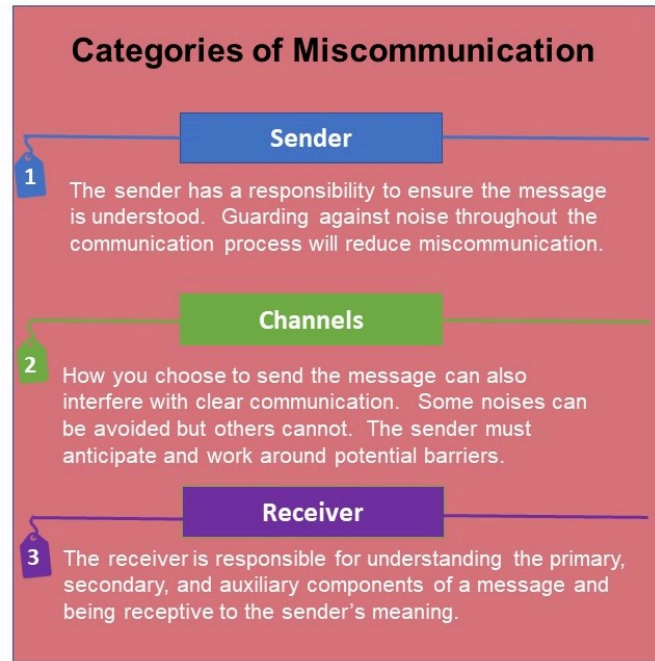 Categories of Miscommunication
Sender
1
The sender has a responsibility to ensure the message
is understood. Guarding against noise throughout the
communication process will reduce miscommunication.
Channels
2
How you choose to send the message can also
interfere with clear communication. Some noises can
be avoided but others cannot. The sender must
anticipate and work around potential barriers.
Receiver
3
The receiver is responsible for understanding the primary,
secondary, and auxiliary components of a message and
being receptive to the sender's meaning.